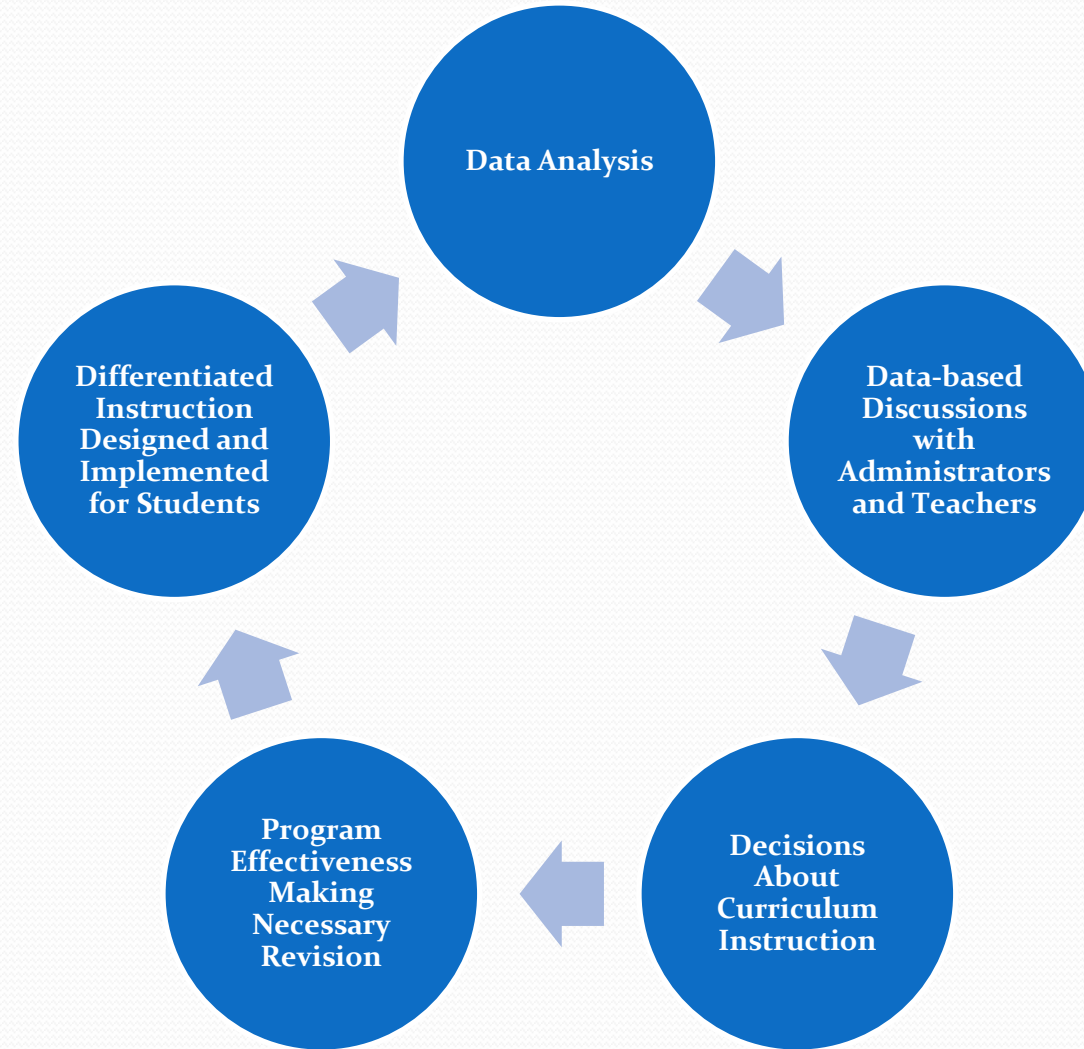 Data Analysis
Data-based
Discussions
with
Administrators
and Teachers
Decisions
About
Curriculum
Instruction
Program
Effectiveness
Making
Necessary
Revision
Differentiated
Instruction
Designed and
Implemented
for Students